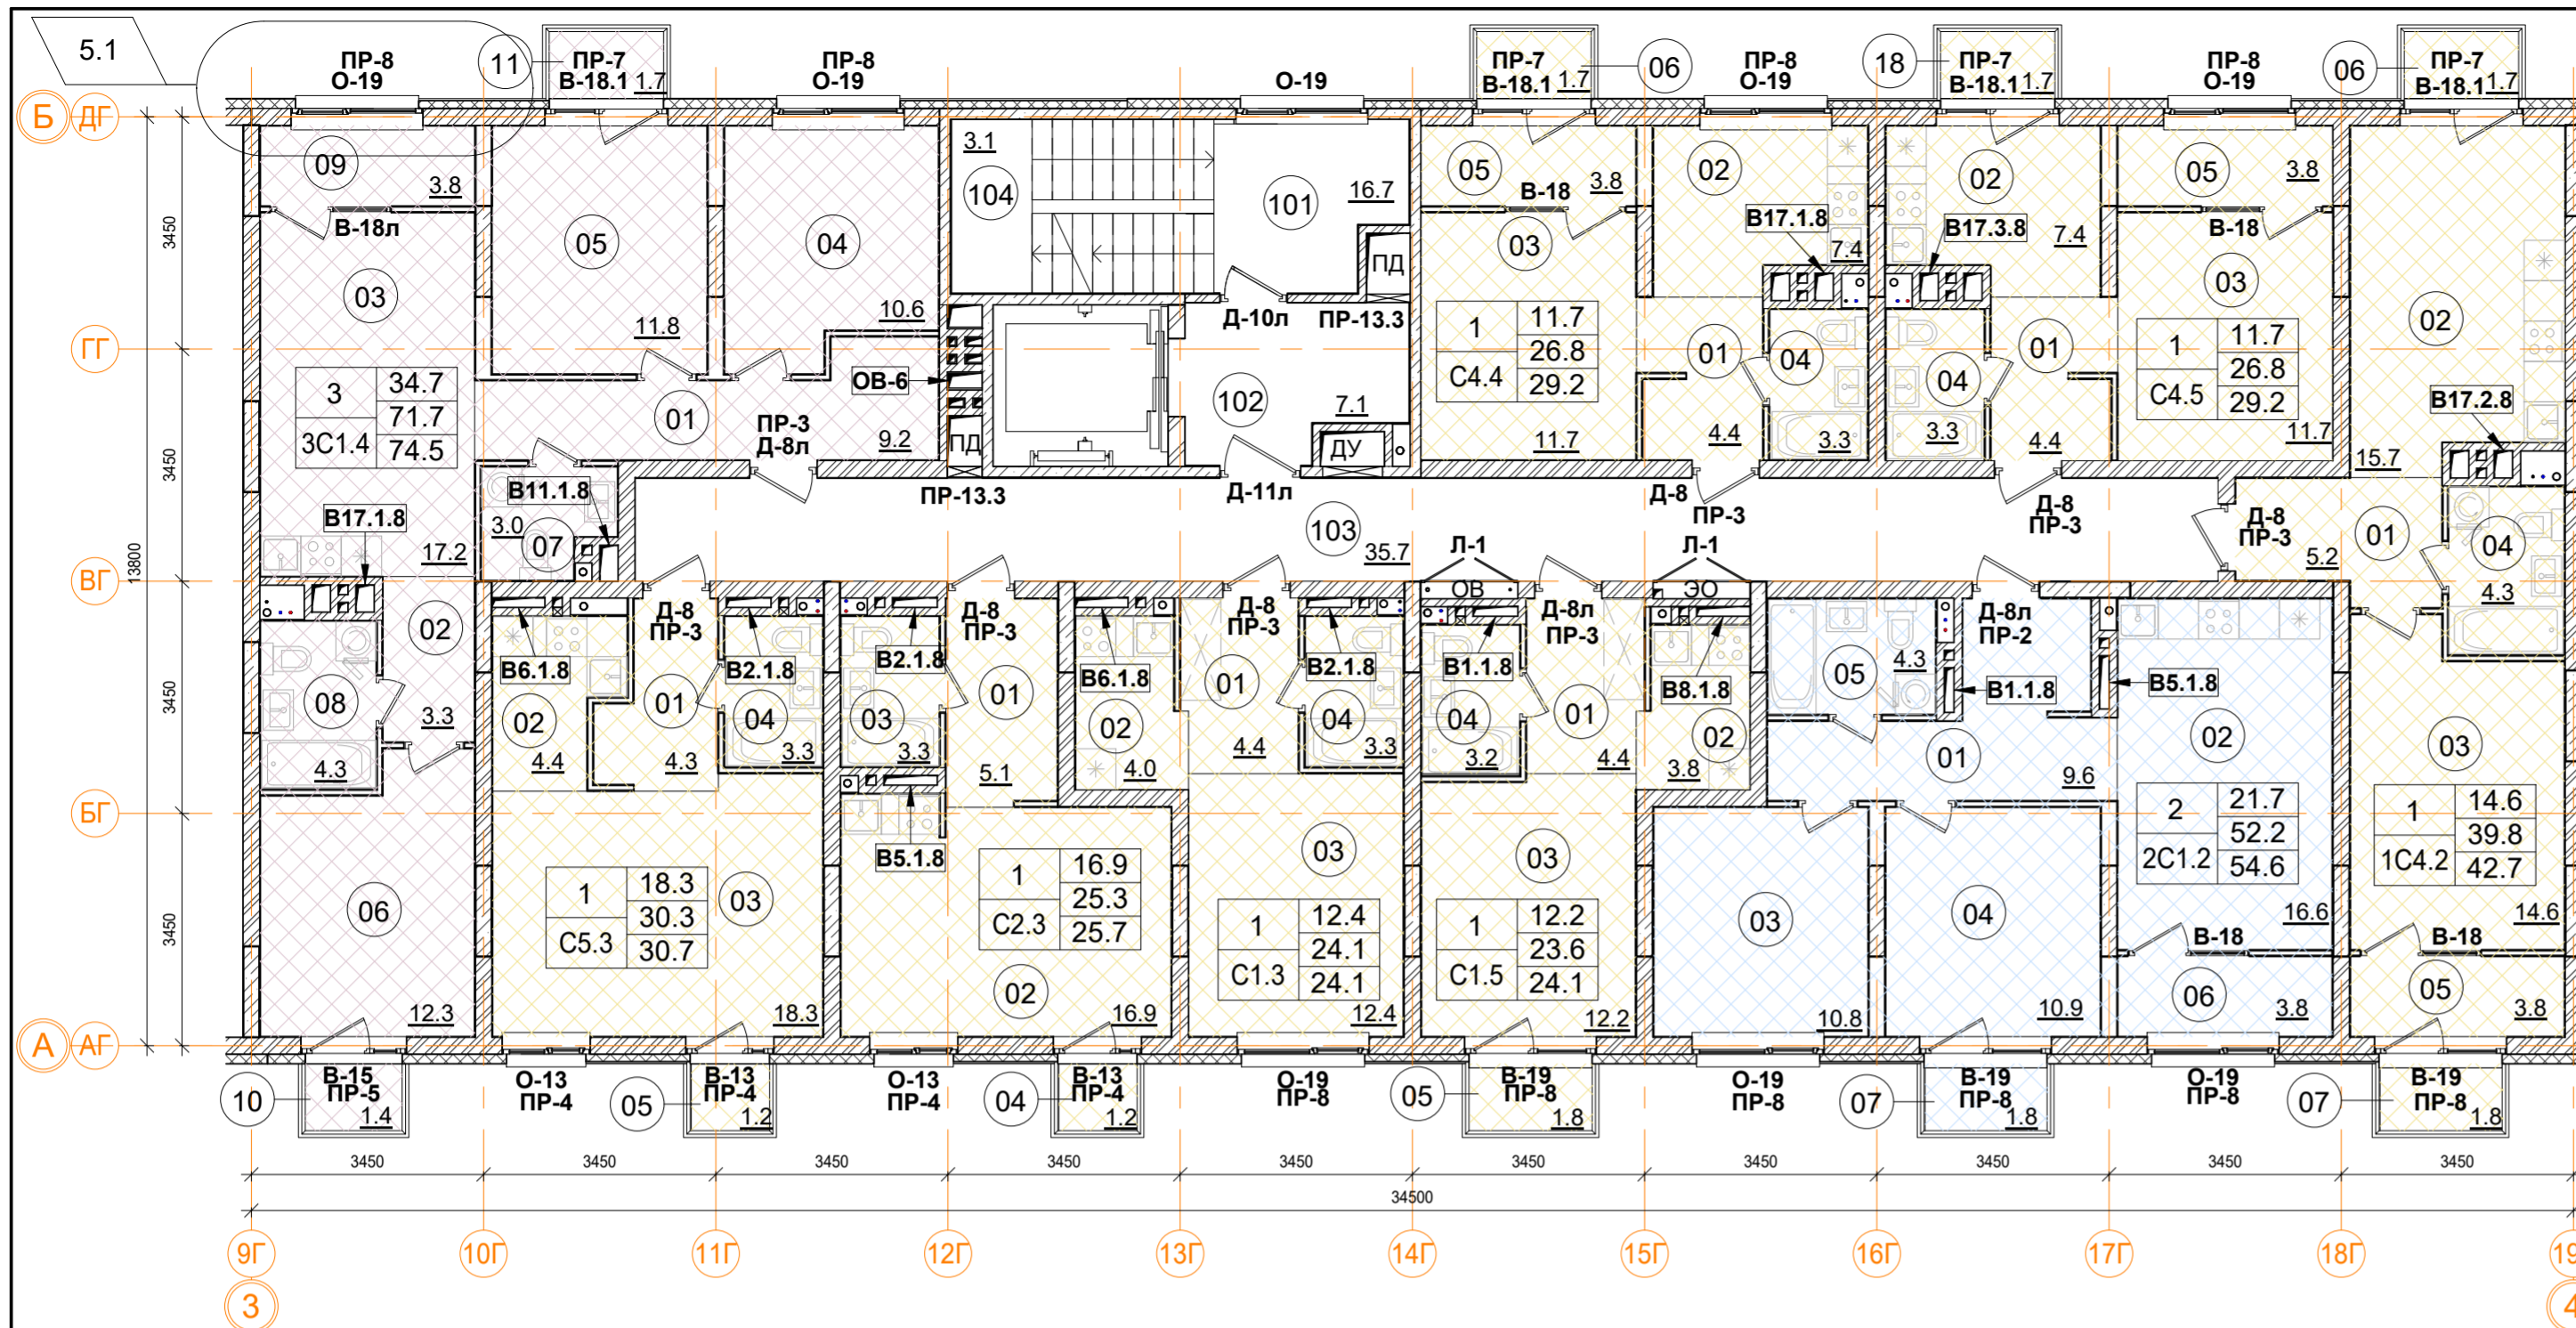 5.1
ПР-8
О-19
11
ПР-7
В-18.1 1.7
ПР-8
О-19
О-19
ПР-7
В-18.1 1.7
06
ПР-8
О-19
18
ПР-7
В-18.1 1.7
ПР-8
О-19
06
ПР-7
В-18.1 1.7
Б ДГ
09
3.8
В-18л
05
11.8
04
10.6
3.1
104
101
16.7
ПД
05
3.8
В-18
02
В17.1.8
7.4
02
В17.3.8
7.4
05
3.8
В-18
03
03
03
02
3450
ГГ
3 34.7
71.7
3С1.4 74.5
01
9.2
ПР-3
Д-8л
ОВ-6
ПД
Д-10л
ПР-13.3
102
7.1
ДУ
1 11.7
26.8
С4.4 29.2
11.7
01
4.4
04
3.3
04
3.3
01
4.4
1 11.7
26.8
С4.5 29.2
11.7
В17.2.8
15.7
3450
13800
В17.1.8
17.2
В11.1.8
3.0
07
ПР-13.3
Д-11л
103
35.7
Л-1
Л-1
Д-8
ПР-3
Д-8
ПР-3
Д-8
ПР-3
01
5.2
04
4.3
ВГ
ОВ
ЭО
02
3.3
08
4.3
В6.1.8
02
4.4
Д-8
ПР-3
01
4.3
В2.1.8
04
3.3
В2.1.8
03
3.3
Д-8
ПР-3
01
5.1
В6.1.8
02
4.0
Д-8
ПР-3
01
4.4
В2.1.8
04
3.3
В1.1.8
04
3.2
Д-8л
ПР-3
01
4.4
В8.1.8
02
3.8
05
4.3
В1.1.8
Д-8л
ПР-2
01
9.6
В5.1.8
02
03
3450
БГ
В5.1.8
06
12.3
1 18.3
30.3
С5.3 30.7
03
18.3
1 16.9
25.3
С2.3 25.7
02
16.9
03
1 12.4
24.1
С1.3 24.1
12.4
03
1 12.2
23.6
С1.5 24.1
12.2
03
10.8
04
10.9
2 21.7
52.2
2С1.2 54.6
16.6
В-18
06
3.8
1 14.6
39.8
1С4.2 42.7
14.6
В-18
05
3.8
3450
А АГ
10
В-15
ПР-5
1.4
О-13
ПР-4
05
В-13
ПР-4
1.2
О-13
ПР-4
04
В-13
ПР-4
1.2
О-19
ПР-8
05
В-19
ПР-8
1.8
О-19
ПР-8
07
В-19
ПР-8
1.8
О-19
ПР-8
07
В-19
ПР-8
1.8
3450 3450 3450 3450 3450 3450 3450 3450 3450 3450
34500
9Г 10Г 11Г 12Г 13Г 14Г 15Г 16Г 17Г 18Г 19
3 4